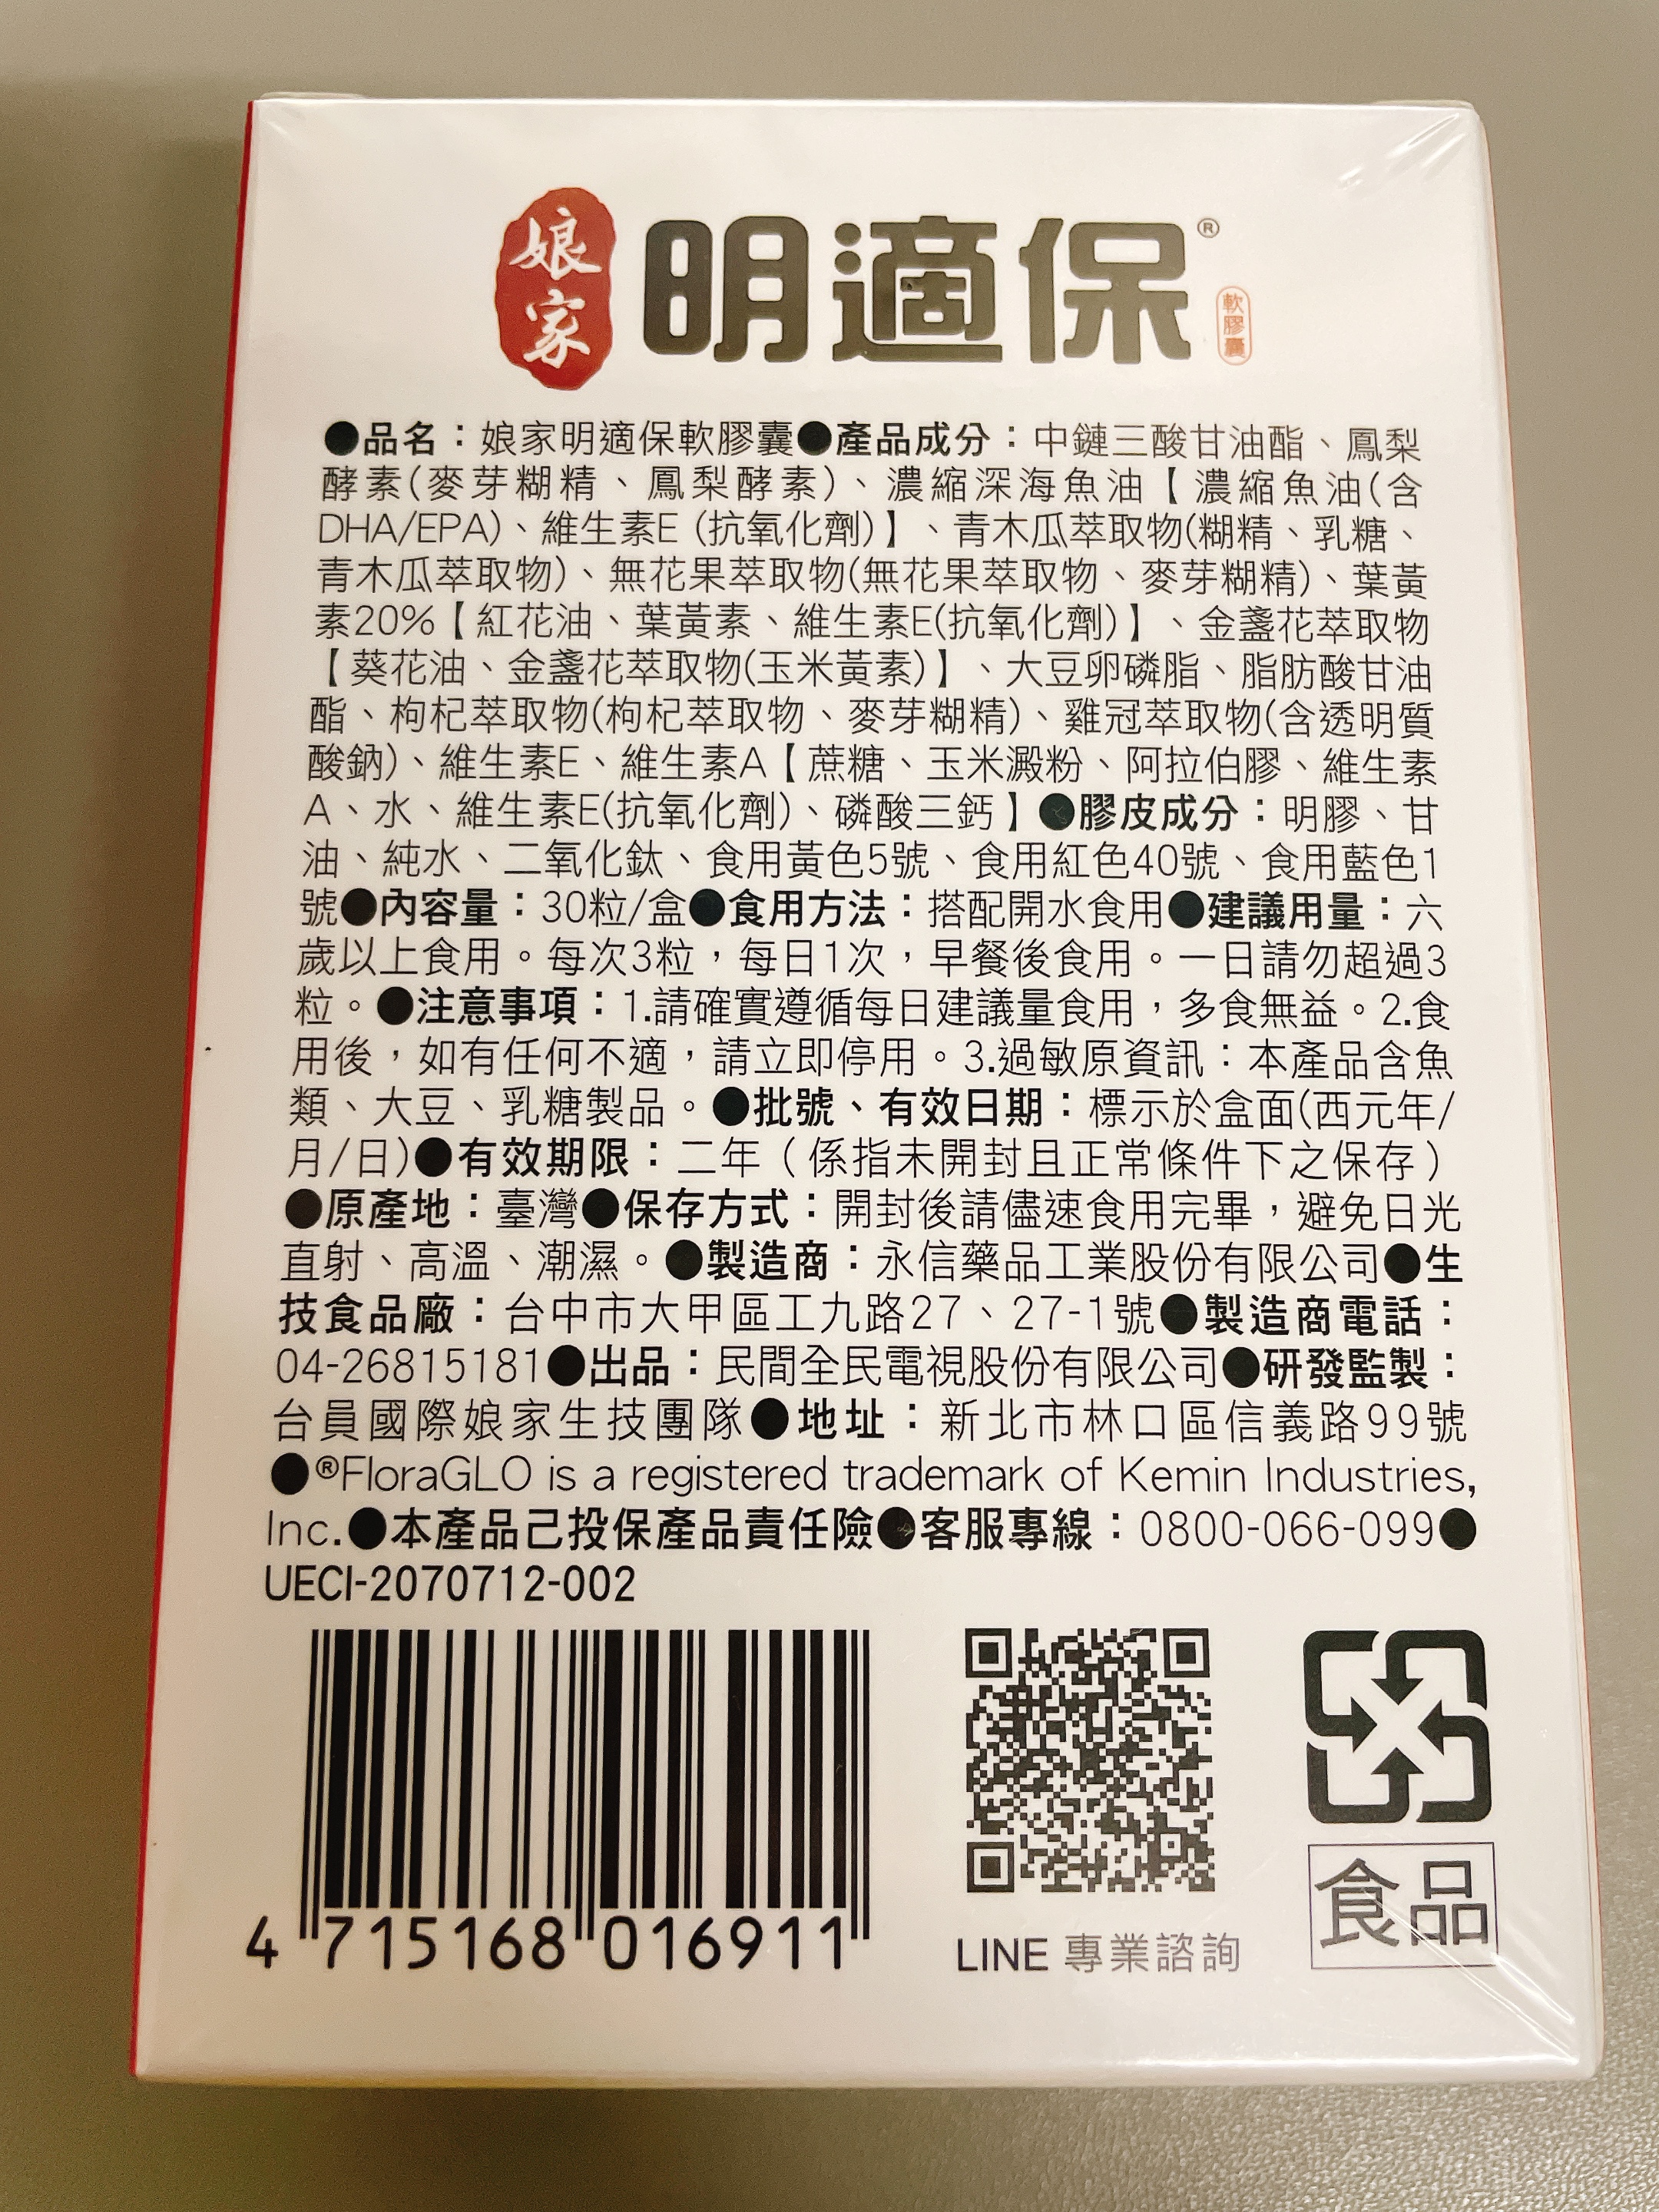 娘家
明適保®
軟膠囊
●品名：娘家明適保軟膠囊●產品成分：中鏈三酸甘油酯、鳳梨
酵素(麥芽糊精、鳳梨酵素)、濃縮深海魚油【濃縮魚油(含
DHA/EPA)、維生素E (抗氧化劑)】、青木瓜萃取物(糊精、乳糖、
青木瓜萃取物)、無花果萃取物(無花果萃取物、麥芽糊精)、葉黃
素20%【紅花油、葉黃素、維生素E(抗氧化劑)】、金盞花萃取物
【葵花油、金盞花萃取物(玉米黃素)】、大豆卵磷脂、脂肪酸甘油
酯、枸杞萃取物(枸杞萃取物、麥芽糊精)、雞冠萃取物(含透明質
酸鈉)、維生素E、維生素A【蔗糖、玉米澱粉、阿拉伯膠、維生素
A、水、維生素E(抗氧化劑)、磷酸三鈣】●膠皮成分：明膠、甘
油、純水、二氧化鈦、食用黃色5號、食用紅色40號、食用藍色1
號●內容量：30粒/盒●食用方法：搭配開水食用●建議用量：六
歲以上食用。每次3粒，每日1次，早餐後食用。一日請勿超過3
粒。●注意事項：1.請確實遵循每日建議量食用，多食無益。2.食
用後，如有任何不適，請立即停用。3.過敏原資訊：本產品含魚
類、大豆、乳糖製品。●批號、有效日期：標示於盒面(西元年/
月/日)●有效期限：二年（係指未開封且正常條件下之保存）
●原產地：臺灣●保存方式：開封後請儘速食用完畢，避免日光
直射、高溫、潮濕。●製造商：永信藥品工業股份有限公司●生
技食品廠：台中市大甲區工九路27、27-1號●製造商電話：
04-26815181●出品：民間全民電視股份有限公司●研發監製：
台員國際娘家生技團隊●地址：新北市林口區信義路99號
●®FloraGLO is a registered trademark of Kemin Industries,
Inc.●本產品已投保產品責任險●客服專線：0800-066-099●
UECI-2070712-002
4 715168 016911
LINE 專業諮詢
食品